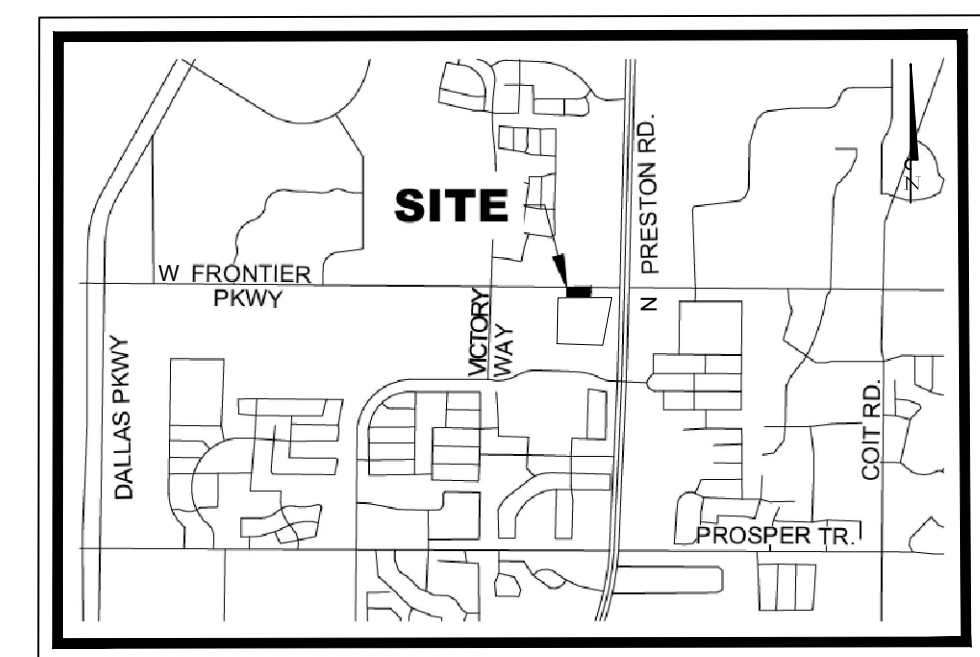 SITE
N PRESTON RD.
N
W FRONTIER
PKWY
VICTORY
WAY
DALLAS PKWY
COIT RD.
PROSPER TR.